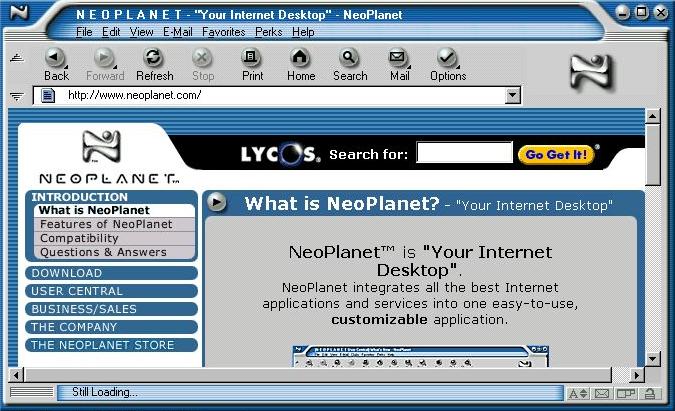 N E O P L A N E T - "Your Internet Desktop" - NeoPlanet
File Edit View E-Mail Favorites Perks Help
Back Forward Refresh Stop Print Home Search Mail Options
http://www.neoplanet.com/
NEOPLANET™
LYCOS® Search for: Go Get It!®
INTRODUCTION
What is NeoPlanet
Features of NeoPlanet
Compatibility
Questions & Answers
DOWNLOAD
USER CENTRAL
BUSINESS/SALES
THE COMPANY
THE NEOPLANET STORE
What is NeoPlanet? - "Your Internet Desktop"
NeoPlanet™ is "Your Internet
Desktop".
NeoPlanet integrates all the best Internet
applications and services into one easy-to-use,
customizable application.
Still Loading...
A